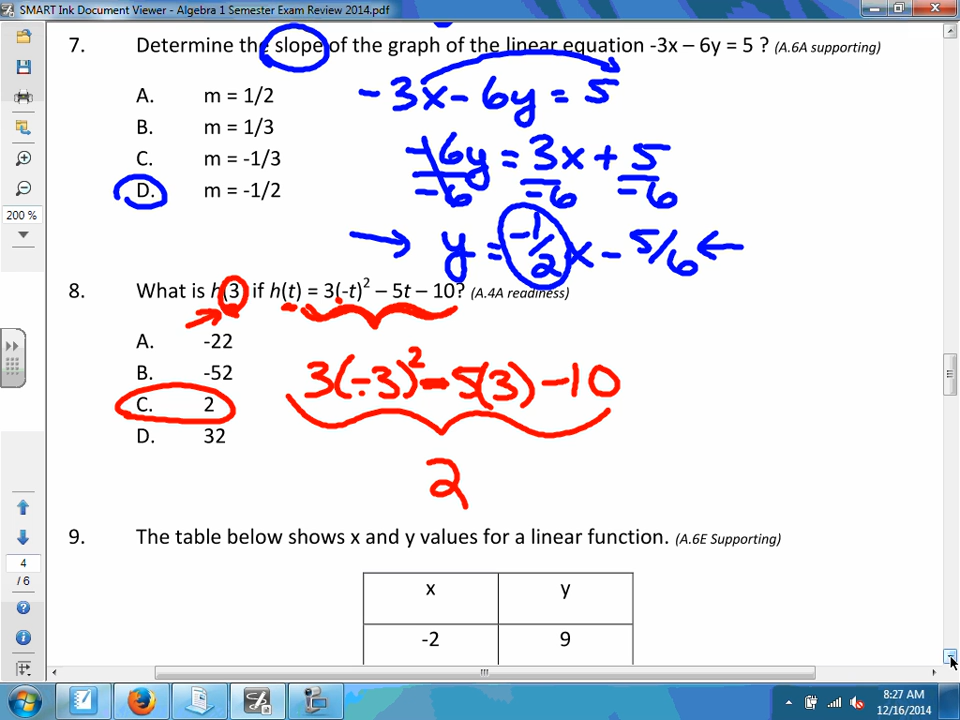 SMART Ink Document Viewer - Algebra 1 Semester Exam Review 2014.pdf
7. Determine the slope of the graph of the linear equation -3x – 6y = 5 ? (A.6A supporting)
A. m = 1/2
B. m = 1/3
C. m = -1/3
D. m = -1/2
-3x - 6y = 5
-6y = 3x + 5
-6 -6 -6
y = -1/2 x - 5/6
200 %
8. What is h(3) if h(t) = 3(-t)² – 5t – 10? (A.4A readiness)
A. -22
B. -52
C. 2
D. 32
3(-3)² - 5(3) - 10
2
9. The table below shows x and y values for a linear function. (A.6E Supporting)
x y
-2 9
4
/ 6
8:27 AM
12/16/2014